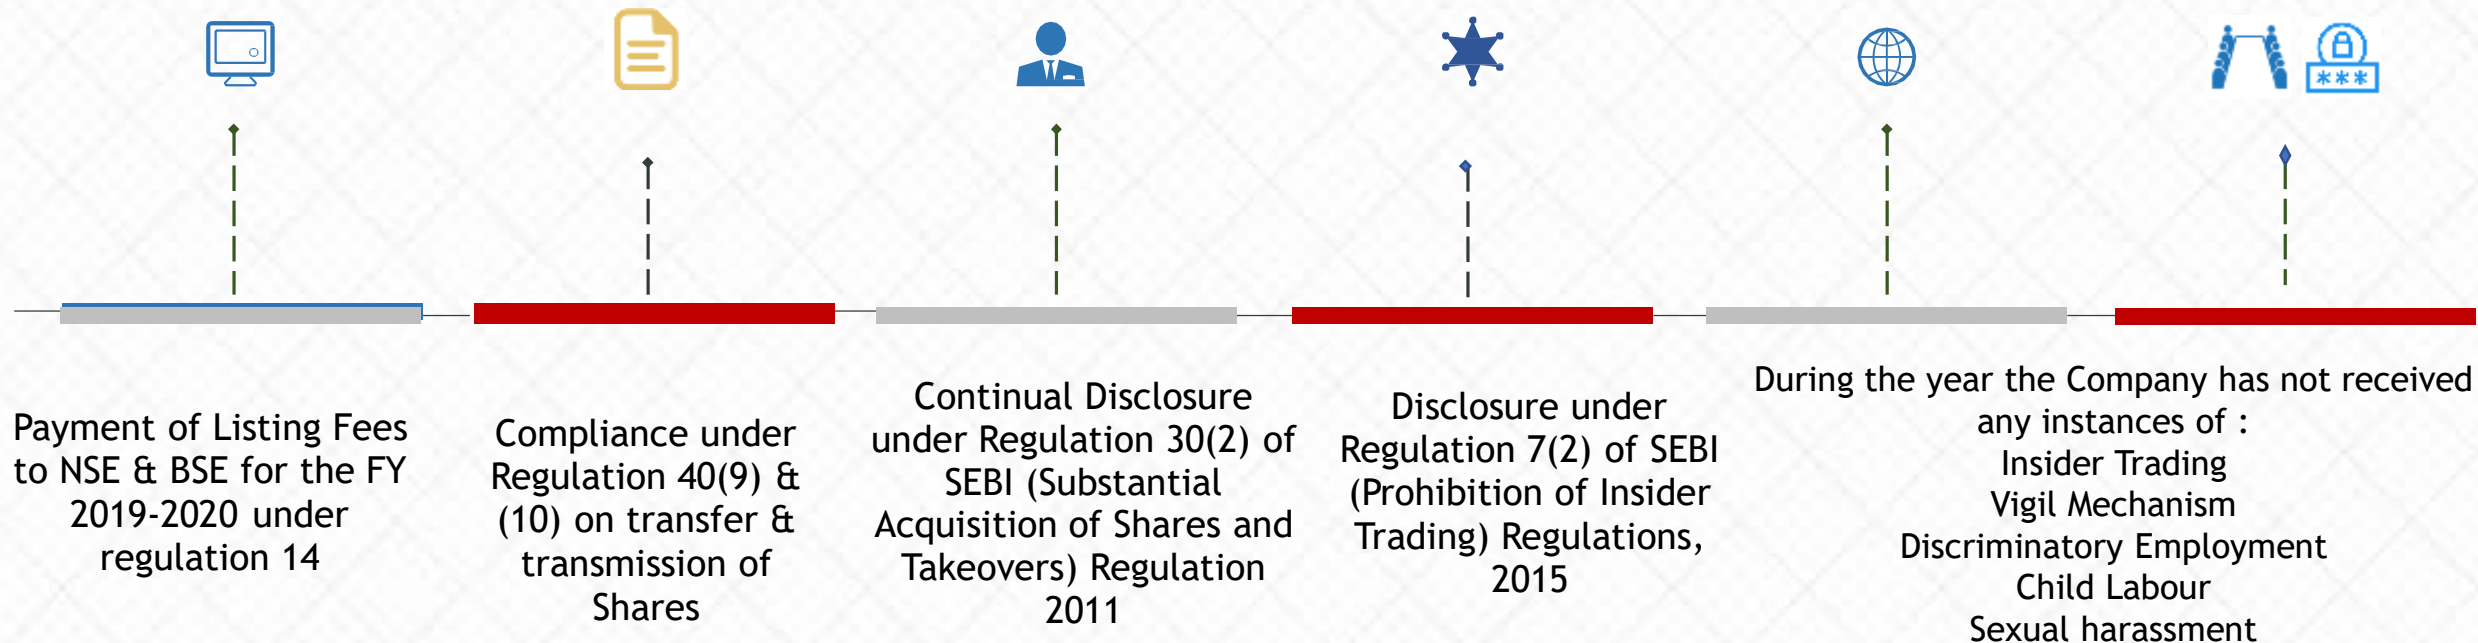 ***
Payment of Listing Fees
to NSE & BSE for the FY
2019-2020 under
regulation 14
Compliance under
Regulation 40(9) &
(10) on transfer &
transmission of
Shares
Continual Disclosure
under Regulation 30(2) of
SEBI (Substantial
Acquisition of Shares and
Takeovers) Regulation
2011
Disclosure under
Regulation 7(2) of SEBI
(Prohibition of Insider
Trading) Regulations,
2015
During the year the Company has not received
any instances of :
Insider Trading
Vigil Mechanism
Discriminatory Employment
Child Labour
Sexual harassment